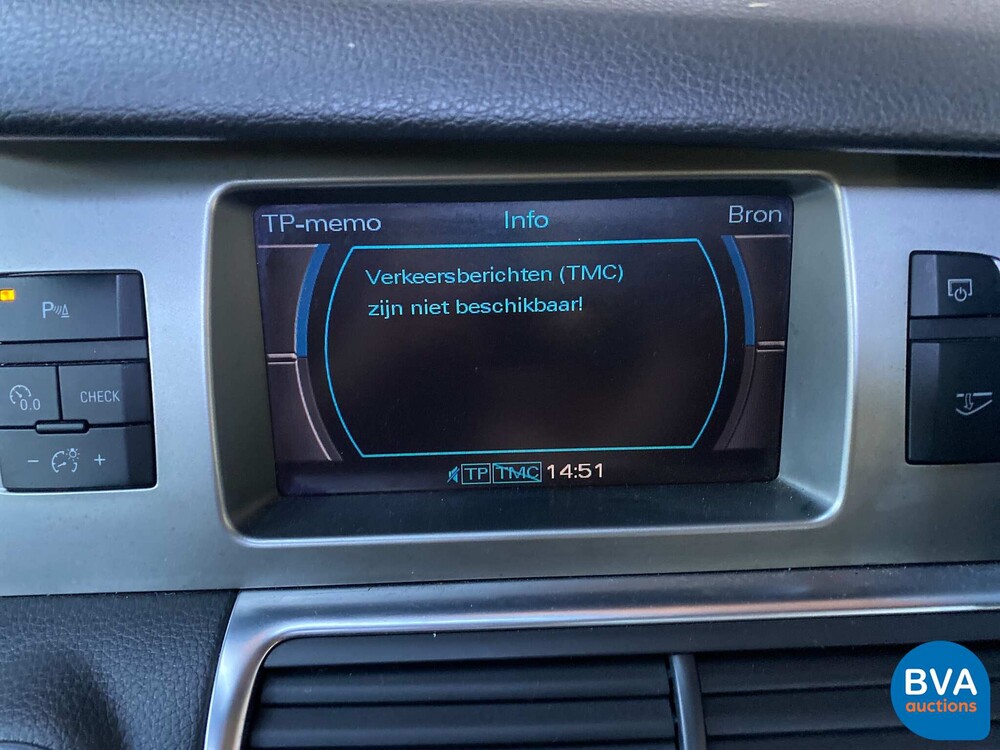 TP-memo Info Bron
Verkeersberichten (TMC)
zijn niet beschikbaar!
TP TMC 14:51
P
0.0 CHECK
- +
BVA
auctions